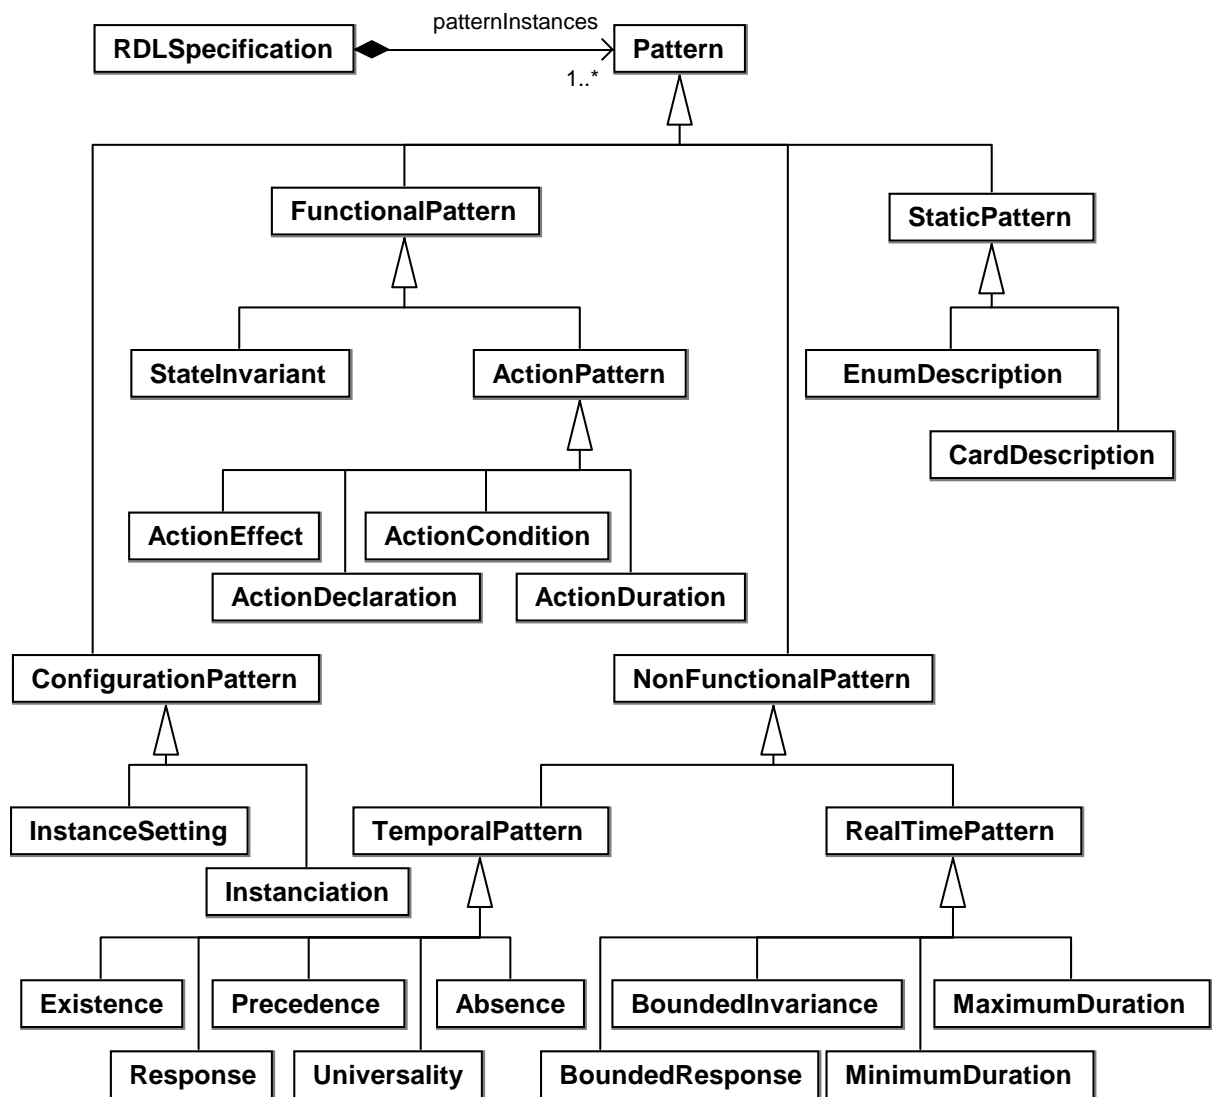 patternInstances
RDLSpecification
Pattern
1..*
FunctionalPattern
StaticPattern
StateInvariant
ActionPattern
EnumDescription
CardDescription
ActionEffect
ActionCondition
ActionDeclaration
ActionDuration
ConfigurationPattern
NonFunctionalPattern
InstanceSetting
TemporalPattern
RealTimePattern
Instanciation
Existence
Precedence
Absence
BoundedInvariance
MaximumDuration
Response
Universality
BoundedResponse
MinimumDuration